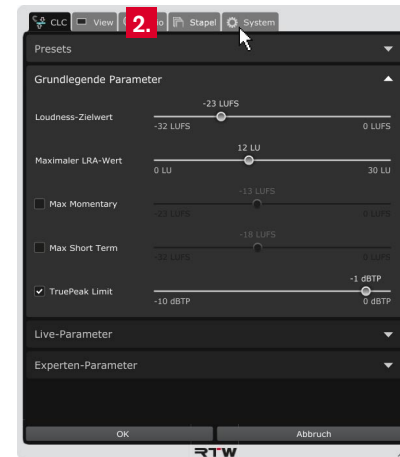 CLC View 2. io Stapel System
Presets
Grundlegende Parameter
-23 LUFS
Loudness-Zielwert
-32 LUFS 0 LUFS
12 LU
Maximaler LRA-Wert
0 LU 30 LU
-13 LUFS
Max Momentary
-23 LUFS 0 LUFS
-18 LUFS
Max Short Term
-32 LUFS 0 LUFS
-1 dBTP
TruePeak Limit
-10 dBTP 0 dBTP
Live-Parameter
Experten-Parameter
OK Abbruch
RTW